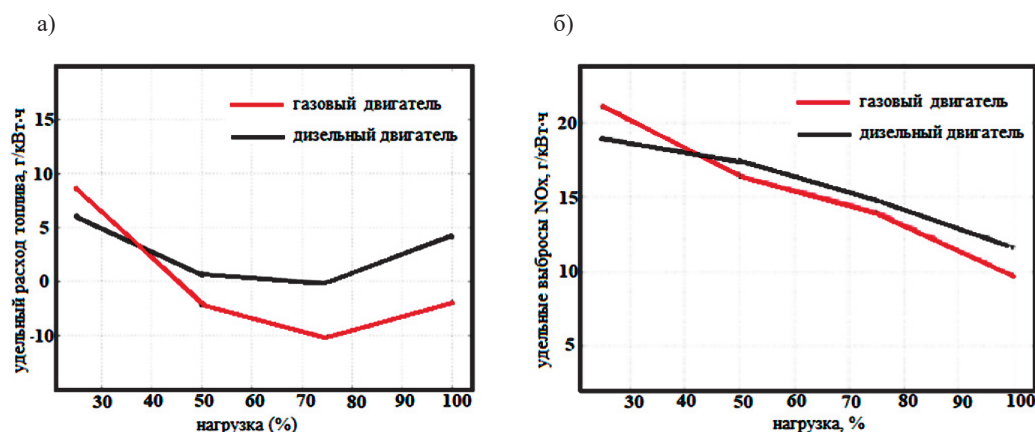 а)
15
10
5
0
-10
30 40 50 60 70 80 90 100
нагрузка (%)
удельный расход топлива, г/кВт·ч
газовый двигатель
дизельный двигатель
б)
20
15
10
5
30 40 50 60 70 80 90 100
нагрузка, %
удельные выбросы NOx, г/кВт·ч
газовый двигатель
дизельный двигатель